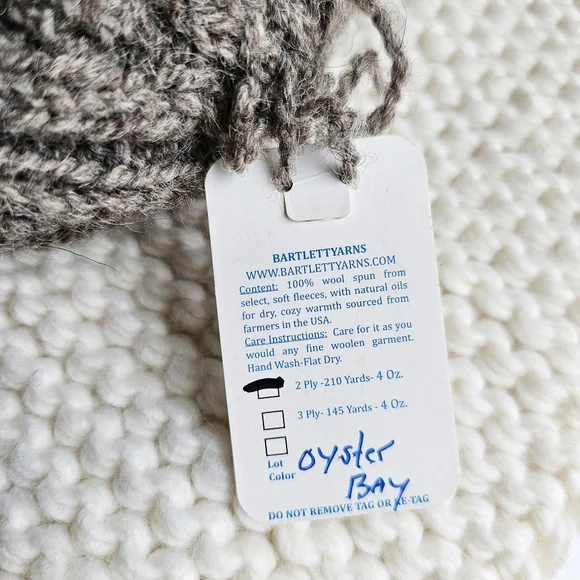 BARTLETTYARNS
WWW.BARTLETTYARNS.COM
Content: 100% wool spun from
select, soft fleeces, with natural oils
for dry, cozy warmth sourced from
farmers in the USA.
Care Instructions: Care for it as you
would any fine woolen garment.
Hand Wash-Flat Dry.
2 Ply -210 Yards- 4 Oz.
3 Ply- 145 Yards - 4 Oz.
Lot
Color
Oyster
BAY
DO NOT REMOVE TAG OR RE-TAG